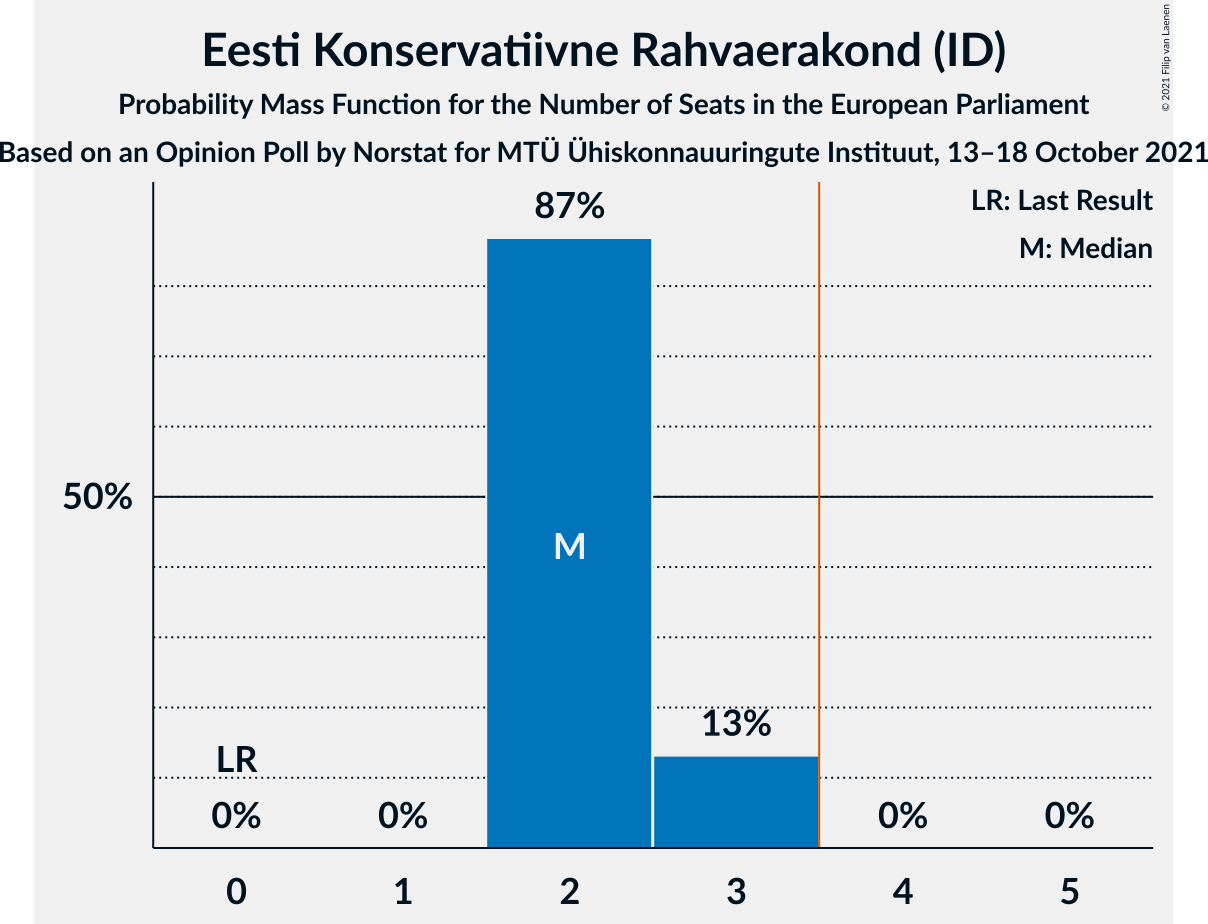 Eesti Konservatiivne Rahvaerakond (ID)
Probability Mass Function for the Number of Seats in the European Parliament
Based on an Opinion Poll by Norstat for MTÜ Ühiskonnauuringute Instituut, 13–18 October 2021
© 2021 Filip van Laenen
LR: Last Result
M: Median
87%
50%
M
13%
LR
0% 0% 0% 0%
0 1 2 3 4 5